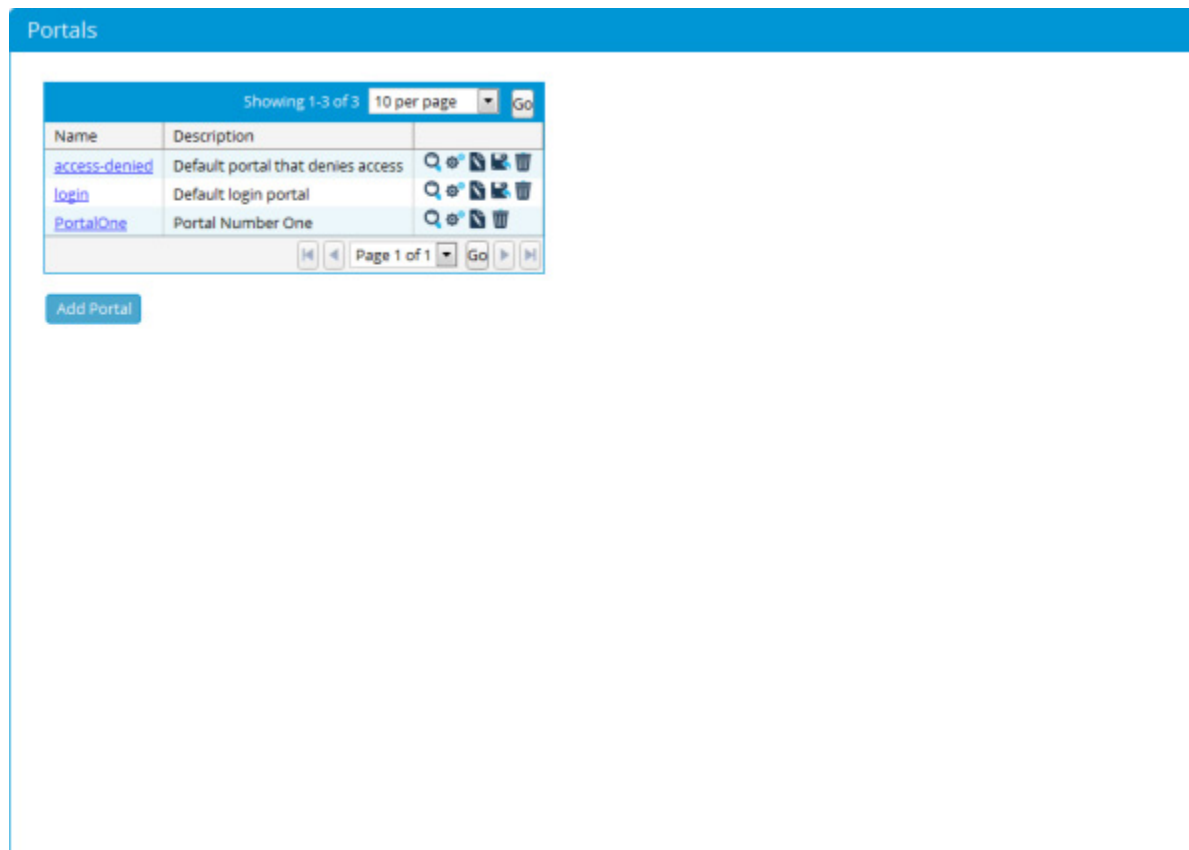 Portals
Showing 1-3 of 3 10 per page Go
Name Description
access-denied Default portal that denies access
login Default login portal
PortalOne Portal Number One
Page 1 of 1 Go
Add Portal